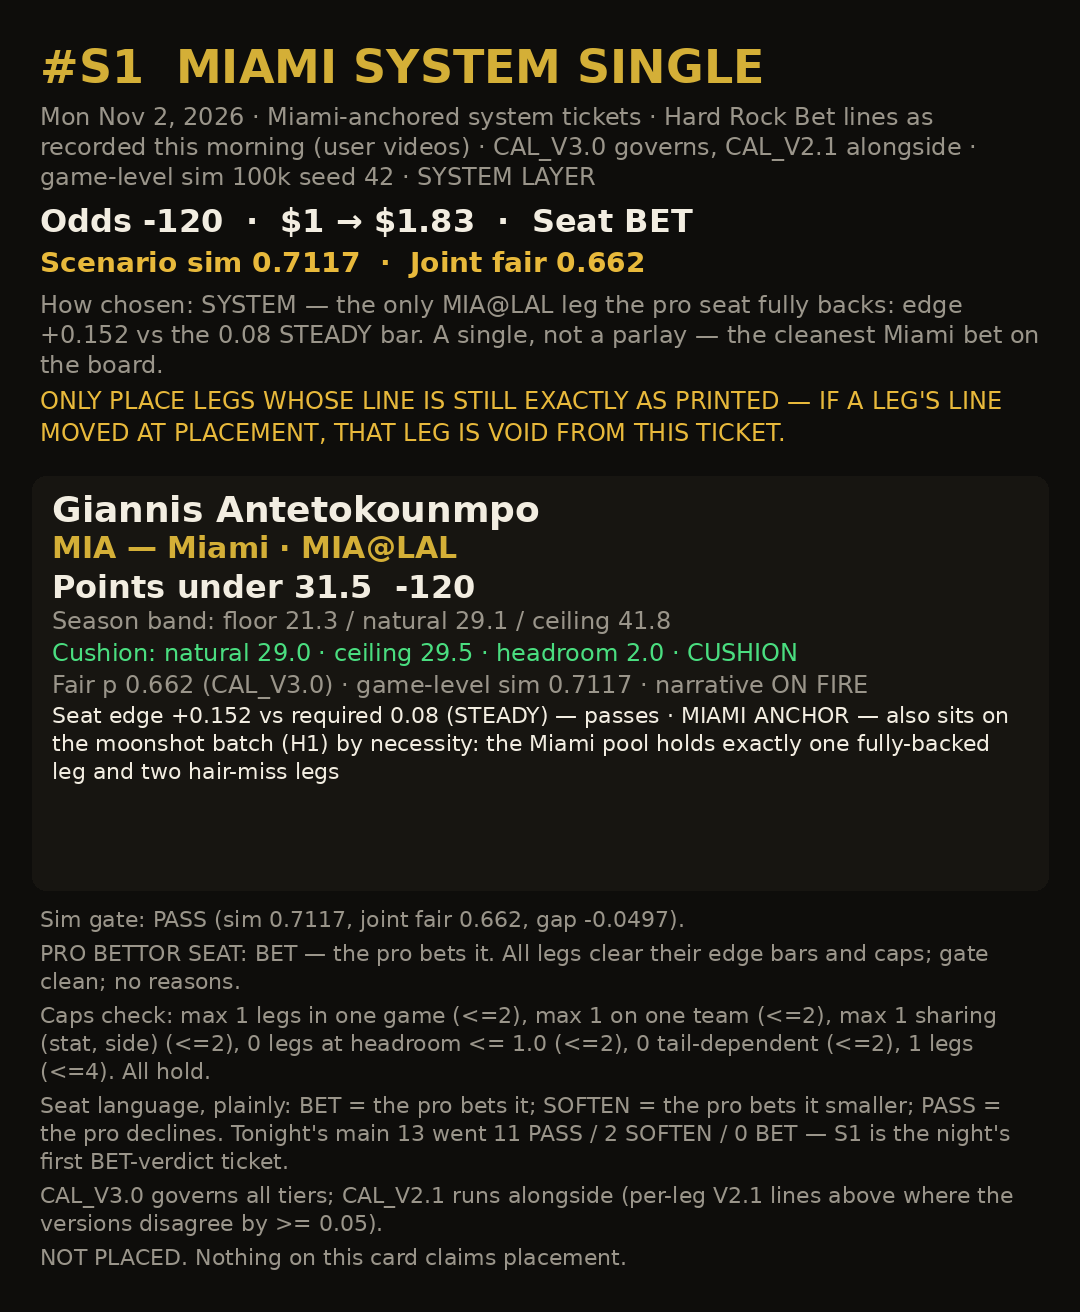 #S1  MIAMI SYSTEM SINGLE
Mon Nov 2, 2026 · Miami-anchored system tickets · Hard Rock Bet lines as
recorded this morning (user videos) · CAL_V3.0 governs, CAL_V2.1 alongside ·
game-level sim 100k seed 42 · SYSTEM LAYER
Odds -120  ·  $1 → $1.83  ·  Seat BET
Scenario sim 0.7117  ·  Joint fair 0.662
How chosen: SYSTEM — the only MIA@LAL leg the pro seat fully backs: edge
+0.152 vs the 0.08 STEADY bar. A single, not a parlay — the cleanest Miami bet on
the board.
ONLY PLACE LEGS WHOSE LINE IS STILL EXACTLY AS PRINTED — IF A LEG'S LINE
MOVED AT PLACEMENT, THAT LEG IS VOID FROM THIS TICKET.
Giannis Antetokounmpo
MIA — Miami · MIA@LAL
Points under 31.5  -120
Season band: floor 21.3 / natural 29.1 / ceiling 41.8
Cushion: natural 29.0 · ceiling 29.5 · headroom 2.0 · CUSHION
Fair p 0.662 (CAL_V3.0) · game-level sim 0.7117 · narrative ON FIRE
Seat edge +0.152 vs required 0.08 (STEADY) — passes · MIAMI ANCHOR — also sits on
the moonshot batch (H1) by necessity: the Miami pool holds exactly one fully-backed
leg and two hair-miss legs
Sim gate: PASS (sim 0.7117, joint fair 0.662, gap -0.0497).
PRO BETTOR SEAT: BET — the pro bets it. All legs clear their edge bars and caps; gate
clean; no reasons.
Caps check: max 1 legs in one game (<=2), max 1 on one team (<=2), max 1 sharing
(stat, side) (<=2), 0 legs at headroom <= 1.0 (<=2), 0 tail-dependent (<=2), 1 legs
(<=4). All hold.
Seat language, plainly: BET = the pro bets it; SOFTEN = the pro bets it smaller; PASS =
the pro declines. Tonight's main 13 went 11 PASS / 2 SOFTEN / 0 BET — S1 is the night's
first BET-verdict ticket.
CAL_V3.0 governs all tiers; CAL_V2.1 runs alongside (per-leg V2.1 lines above where the
versions disagree by >= 0.05).
NOT PLACED. Nothing on this card claims placement.